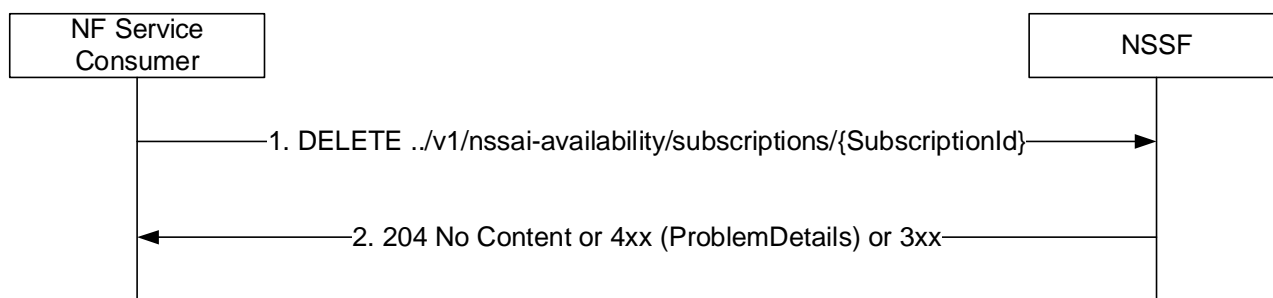 NF Service
Consumer
NSSF
1. DELETE ../v1/nssai-availability/subscriptions/{SubscriptionId}
2. 204 No Content or 4xx (ProblemDetails) or 3xx